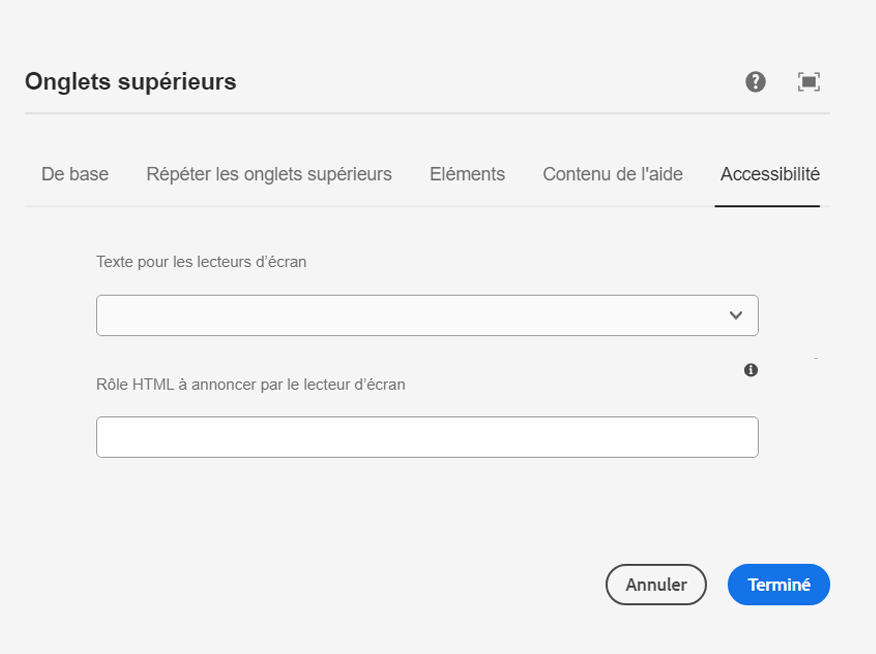 Onglets supérieurs
De base Répéter les onglets supérieurs Eléments Contenu de l'aide Accessibilité
Texte pour les lecteurs d’écran
Rôle HTML à annoncer par le lecteur d’écran
Annuler Terminé